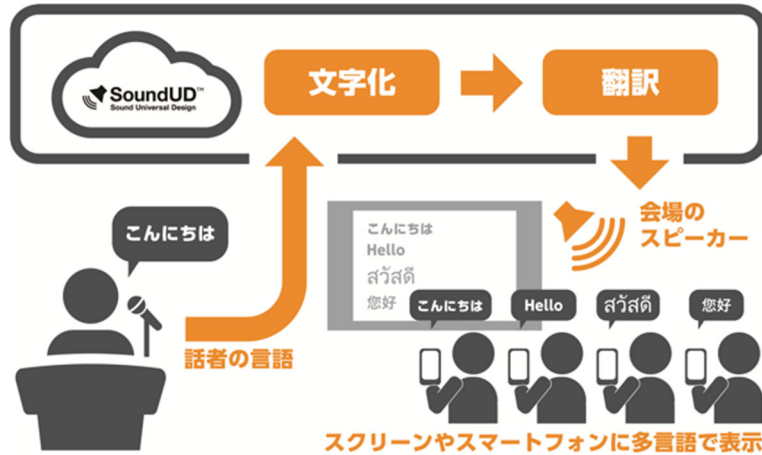 SoundUD™
Sound Universal Design
文字化
翻訳
こんにちは
話者の言語
こんにちは
Hello
สวัสดี
您好
会場の
スピーカー
こんにちは
Hello
สวัสดี
您好
スクリーンやスマートフォンに多言語で表示